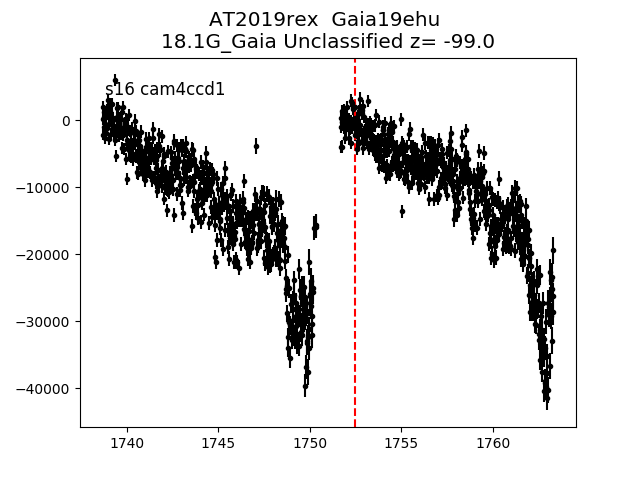 AT2019rex  Gaia19ehu
18.1G_Gaia Unclassified z= -99.0
s16 cam4ccd1
0
−10000
−20000
−30000
−40000
1740 1745 1750 1755 1760